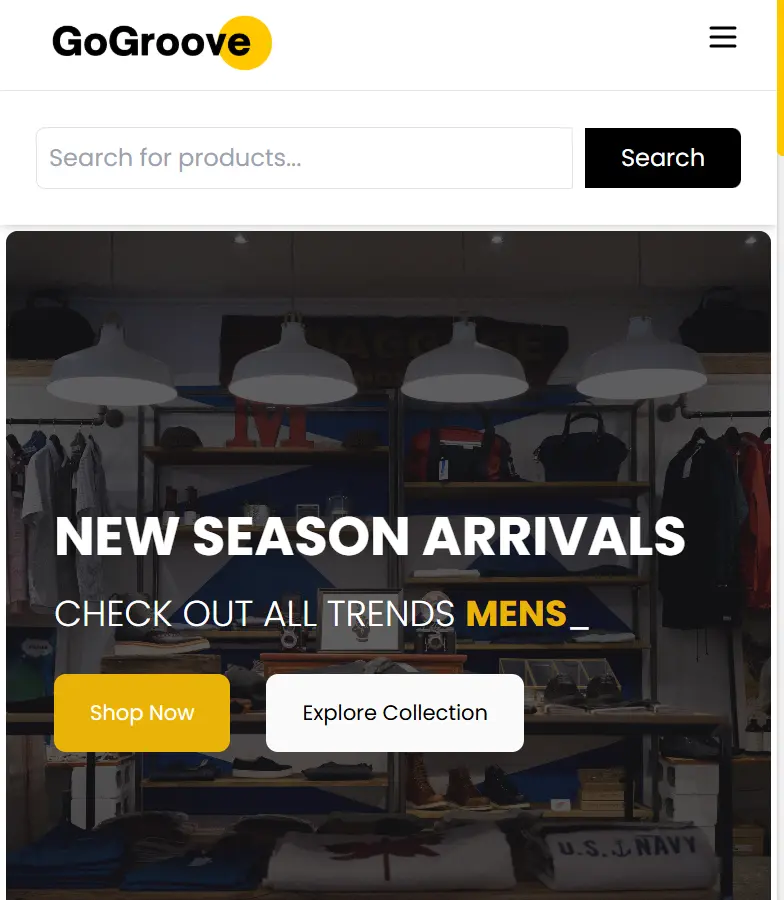 GoGroove
Search for products...
Search
M
NEW SEASON ARRIVALS
CHECK OUT ALL TRENDS MENS_
Shop Now
Explore Collection
U.S. NAVY